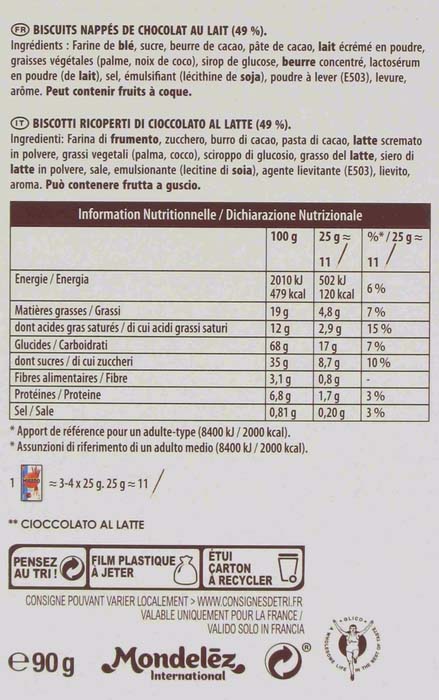 FR BISCUITS NAPPÉS DE CHOCOLAT AU LAIT (49 %).
Ingrédients : Farine de blé, sucre, beurre de cacao, pâte de cacao, lait écrémé en poudre,
graisses végétales (palme, noix de coco), sirop de glucose, beurre concentré, lactosérum
en poudre (de lait), sel, émulsifiant (lécithine de soja), poudre à lever (E503), levure,
arôme. Peut contenir fruits à coque.
IT BISCOTTI RICOPERTI DI CIOCCOLATO AL LATTE (49 %).
Ingredienti: Farina di frumento, zucchero, burro di cacao, pasta di cacao, latte scremato
in polvere, grassi vegetali (palma, cocco), sciroppo di glucosio, grasso del latte, siero di
latte in polvere, sale, emulsionante (lecitine di soia), agente lievitante (E503), lievito,
aroma. Può contenere frutta a guscio.
Information Nutritionnelle / Dichiarazione Nutrizionale
100 g 25 g ≈ 11 %* / 25 g ≈ 11
Energie / Energia 2010 kJ 479 kcal 502 kJ 120 kcal 6 %
Matières grasses / Grassi 19 g 4,8 g 7 %
dont acides gras saturés / di cui acidi grassi saturi 12 g 2,9 g 15 %
Glucides / Carboidrati 68 g 17 g 7 %
dont sucres / di cui zuccheri 35 g 8,7 g 10 %
Fibres alimentaires / Fibre 3,1 g 0,8 g -
Protéines / Proteine 6,8 g 1,7 g 3 %
Sel / Sale 0,81 g 0,20 g 3 %
* Apport de référence pour un adulte-type (8400 kJ / 2000 kcal).
* Assunzioni di riferimento di un adulto medio (8400 kJ / 2000 kcal).
1 MIKADO ≈ 3-4 x 25 g. 25 g ≈ 11
** CIOCCOLATO AL LATTE
PENSEZ AU TRI !
FILM PLASTIQUE À JETER
ÉTUI CARTON À RECYCLER
CONSIGNE POUVANT VARIER LOCALEMENT > WWW.CONSIGNESDETRI.FR
VALABLE UNIQUEMENT POUR LA FRANCE /
VALIDO SOLO IN FRANCIA
e 90 g Mondelēz, International ®
GLICO
A WHOLESOME LIFE IN THE BEST OF TASTE